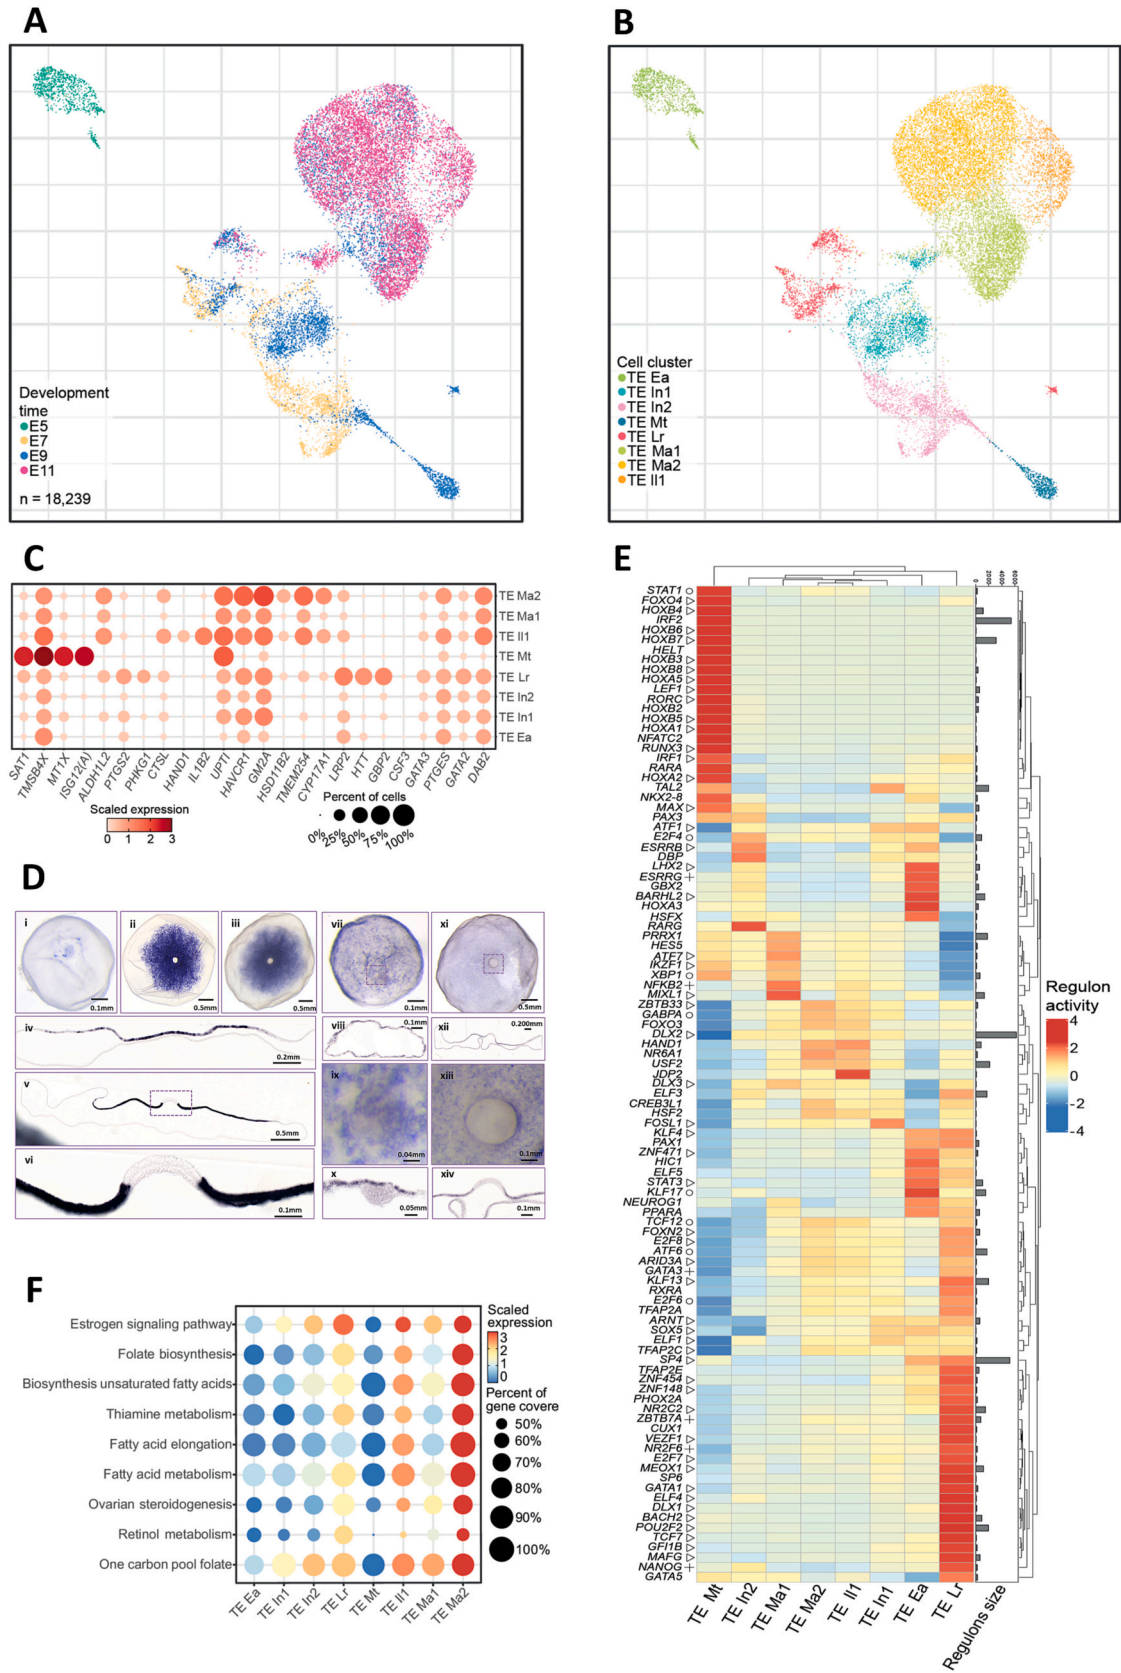 A
Development
time
E5
E7
E9
E11
n = 18,239
B
Cell cluster
TE Ea
TE In1
TE In2
TE Mt
TE Lr
TE Ma1
TE Ma2
TE Il1
C
TE Ma2
TE Ma1
TE Il1
TE Mt
TE Lr
TE In2
TE In1
TE Ea
SAT1
TMSB4X
MT1X
ISG12(A)
ALDH1L2
PTGS2
PHKG1
CTSL
HAND1
IL1B2
UPTI
HAVCR1
GM2A
HSD11B2
TMEM254
CYP17A1
LRP2
HTT
GBP2
CSF3
GATA3
PTGES
GATA2
DAB2
Scaled expression
0 1 2 3
Percent of cells
0% 25% 50% 75% 100%
D
i
0.1mm
ii
0.5mm
iii
0.5mm
iv
0.2mm
v
0.5mm
vi
0.1mm
vii
0.1mm
viii
0.1mm
ix
0.04mm
x
0.05mm
xi
0.5mm
xii
0.200mm
xiii
0.1mm
xiv
0.1mm
E
0 2000 4000 6000
STAT1
FOXO4
HOXB4
IRF2
HOXB6
HOXB7
HELT
HOXB3
HOXB8
HOXA5
LEF1
RORC
HOXB2
HOXB5
HOXA1
NFATC2
RUNX3
IRF1
RARA
HOXA2
TAL2
NKX2-8
MAX
PAX3
ATF1
E2F4
ESRRB
DBP
LHX2
ESRRG
GBX2
BARHL2
HOXA3
HSFX
RARG
PRRX1
HES5
ATF7
IKZF1
XBP1
NFKB2
MIXL1
ZBTB33
GABPA
FOXO3
DLX2
HAND1
NR6A1
USF2
JDP2
DLX3
ELF3
CREB3L1
HSF2
FOSL1
KLF4
PAX1
ZNF471
HIC1
ELF5
STAT3
KLF17
NEUROG1
PPARA
TCF12
FOXN2
E2F8
ATF6
ARID3A
GATA3
KLF13
RXRA
E2F6
TFAP2A
ARNT
SOX5
ELF1
TFAP2C
SP4
TFAP2E
ZNF454
ZNF148
PHOX2A
NR2C2
ZBTB7A
CUX1
VEZF1
NR2F6
E2F7
MEOX1
SP6
GATA1
ELF4
DLX1
BACH2
POU2F2
TCF7
GFI1B
MAFG
NANOG
GATA5
TE Mt
TE In2
TE Ma1
TE Ma2
TE Il1
TE In1
TE Ea
TE Lr
Regulons size
Regulon
activity
4
2
0
-2
-4
F
Estrogen signaling pathway
Folate biosynthesis
Biosynthesis unsaturated fatty acids
Thiamine metabolism
Fatty acid elongation
Fatty acid metabolism
Ovarian steroidogenesis
Retinol metabolism
One carbon pool folate
TE Ea
TE In1
TE In2
TE Lr
TE Mt
TE Il1
TE Ma1
TE Ma2
Scaled
expression
3
2
1
0
Percent of
gene covere
50%
60%
70%
80%
90%
100%